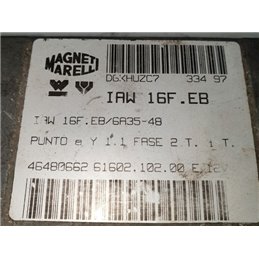 MAGNETI MARELLI
DGXHUZC7 334 97
IAW 16F.EB
IAW 16F.EB/6A35-48
PUNTO e Y 1.1 FASE 2 T. i T.
46480662 61602.102.00 E.12V